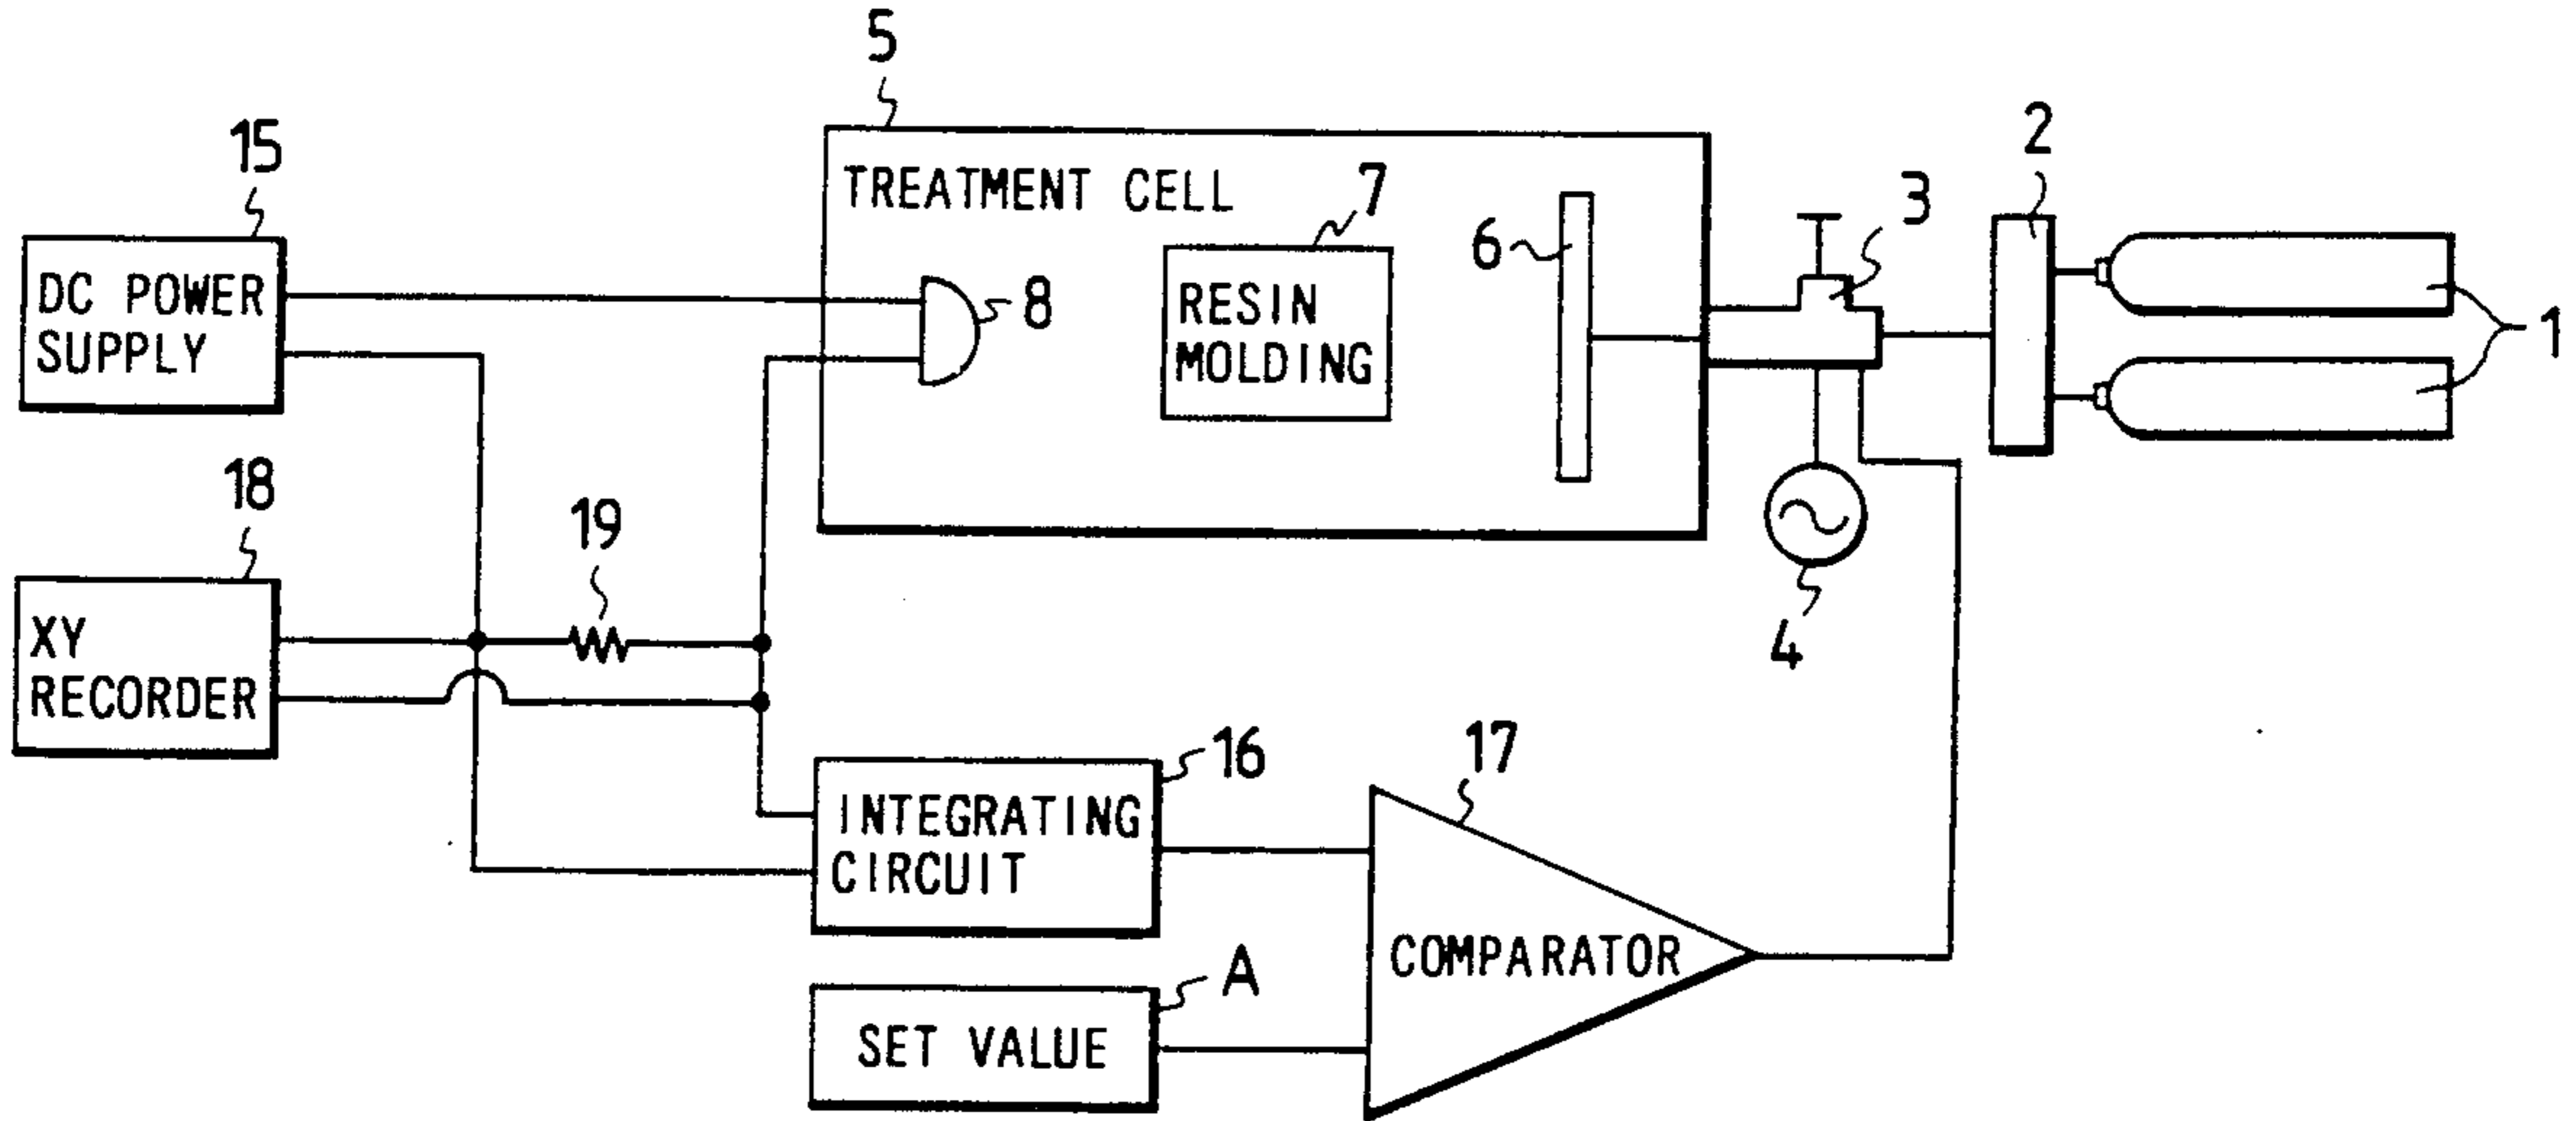 5
15
TREATMENT CELL
7
6
3
2
1
DC POWER
SUPPLY
8
RESIN
MOLDING
18
19
4
XY
RECORDER
16
17
INTEGRATING
CIRCUIT
COMPARATOR
A
SET VALUE